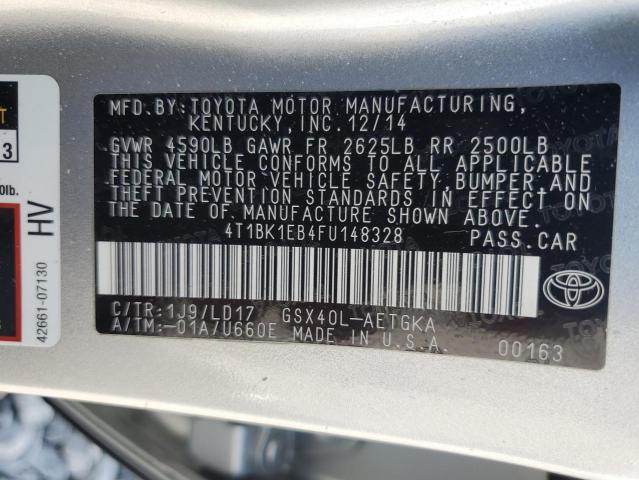 MFD.BY:TOYOTA MOTOR MANUFACTURING,
KENTUCKY,INC.12/14
GVWR 4590LB GAWR FR 2625LB RR 2500LB
THIS VEHICLE CONFORMS TO ALL APPLICABLE
FEDERAL MOTOR VEHICLE SAFETY,BUMPER AND
THEFT PREVENTION STANDARDS IN EFFECT ON
THE DATE OF MANUFACTURE SHOWN ABOVE.
4T1BK1EB4FU148328 PASS.CAR
C/TR:1J9/LD17 GSX40L-AETGKA
A/TM:-01A/U660E MADE IN U.S.A. 00163
TOYOTA
3
0lb.
HV
42661-07130